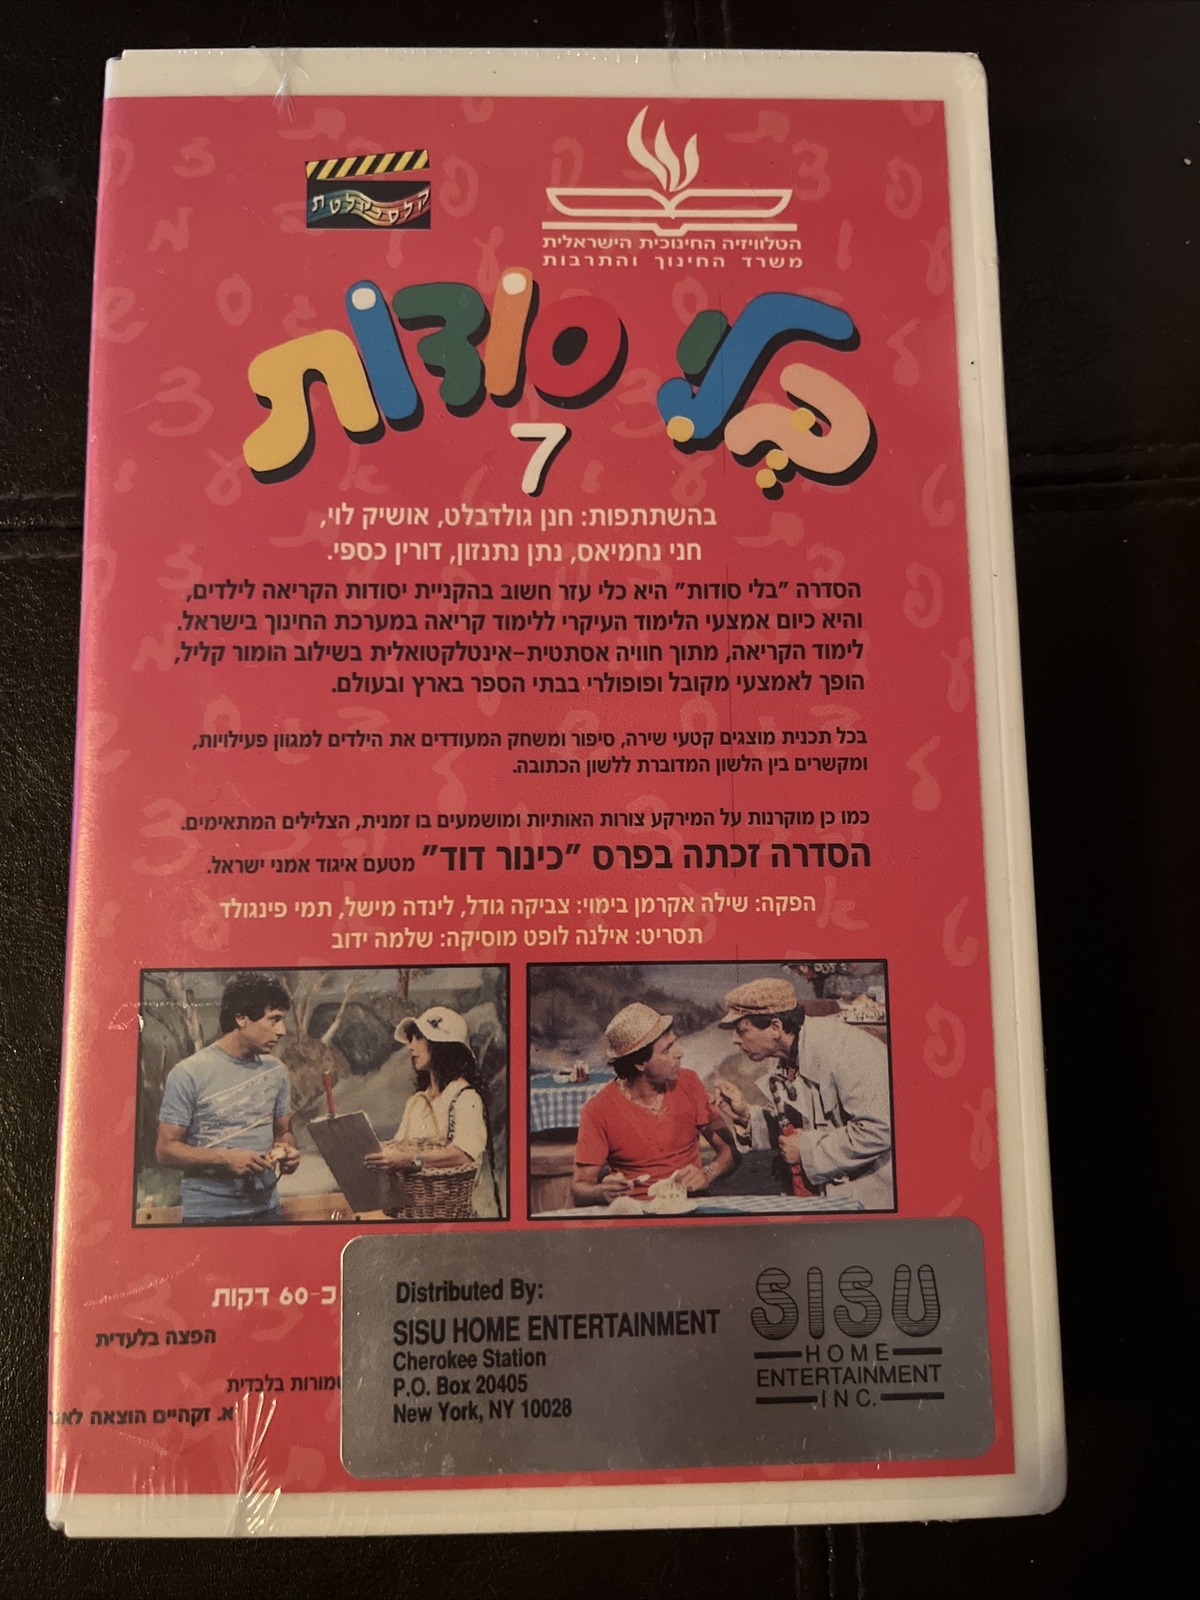 קלסיקלטת
הטלוויזיה החינוכית הישראלית
משרד החינוך והתרבות
בְּלִי סודות
7
בהשתתפות: חנן גולדבלט, אושיק לוי,
חני נחמיאס, נתן נתנזון, דורין כספי.
הסדרה "בלי סודות" היא כלי עזר חשוב בהקניית יסודות הקריאה לילדים,
והיא כיום אמצעי הלימוד העיקרי ללימוד קריאה במערכת החינוך בישראל.
לימוד הקריאה, מתוך חוויה אסתטית-אינטלקטואלית בשילוב הומור קליל,
הופך לאמצעי מקובל ופופולרי בבתי הספר בארץ ובעולם.
בכל תכנית מוצגים קטעי שירה, סיפור ומשחק המעודדים את הילדים למגוון פעילויות,
ומקשרים בין הלשון המדוברת ללשון הכתובה.
כמו כן מוקרנות על המירקע צורות האותיות ומושמעים בו זמנית, הצלילים המתאימים.
הסדרה זכתה בפרס "כינור דוד" מטעם איגוד אמני ישראל.
הפקה: שילה אקרמן בימוי: צביקה גודל, לינדה מישל, תמי פינגולד
תסריט: אילנה לופט מוסיקה: שלמה ידוב
כ-60 דקות
הפצה בלעדית
שמורות בלבדית
א. זקהיים הוצאה
Distributed By:
SISU HOME ENTERTAINMENT
Cherokee Station
P.O. Box 20405
New York, NY 10028
SISU
HOME
ENTERTAINMENT
INC.